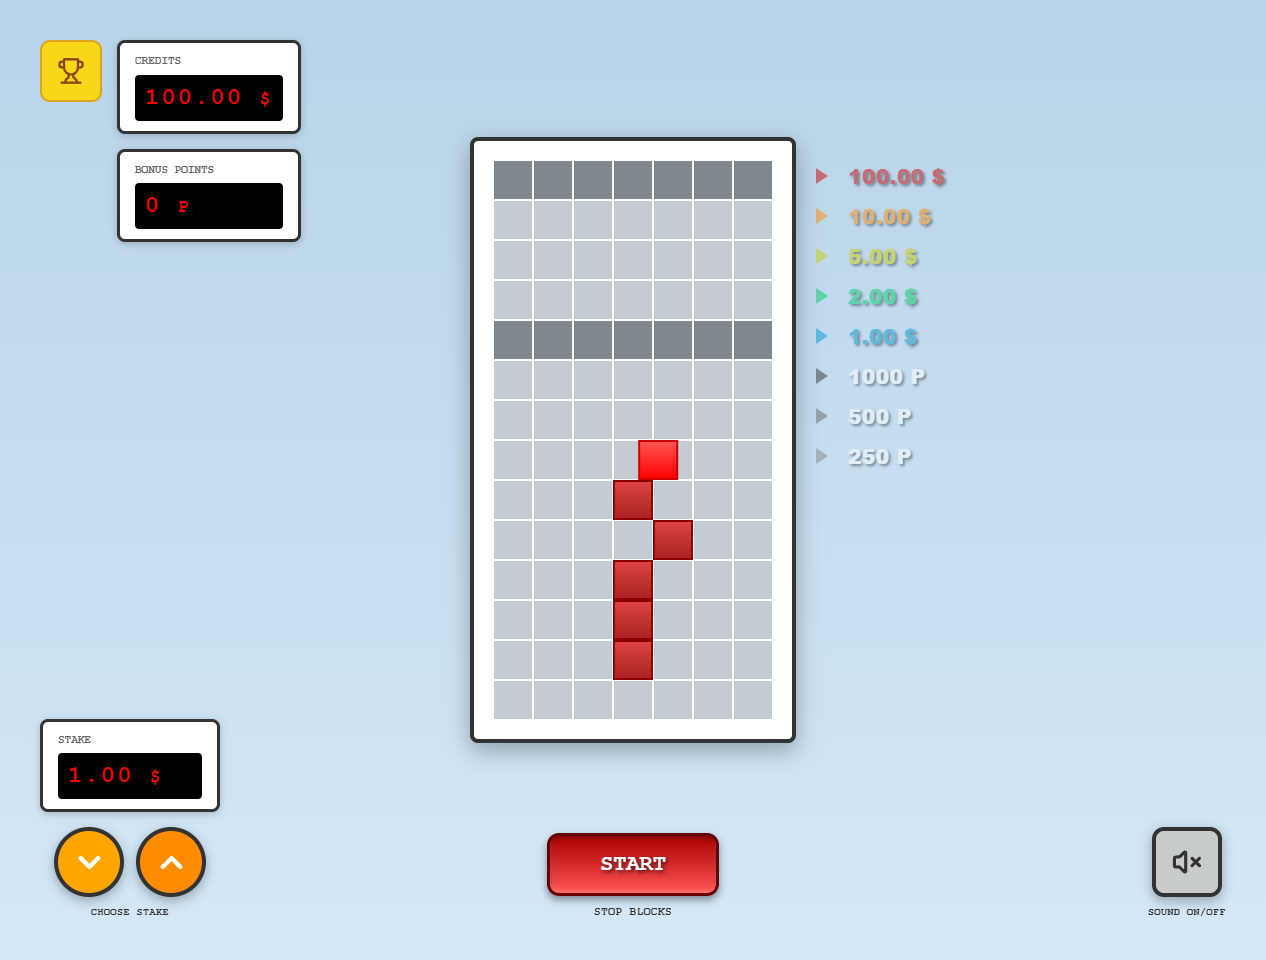 CREDITS
100.00 $
BONUS POINTS
0 P
100.00 $
10.00 $
5.00 $
2.00 $
1.00 $
1000 P
500 P
250 P
STAKE
1.00 $
CHOOSE STAKE
START
STOP BLOCKS
SOUND ON/OFF